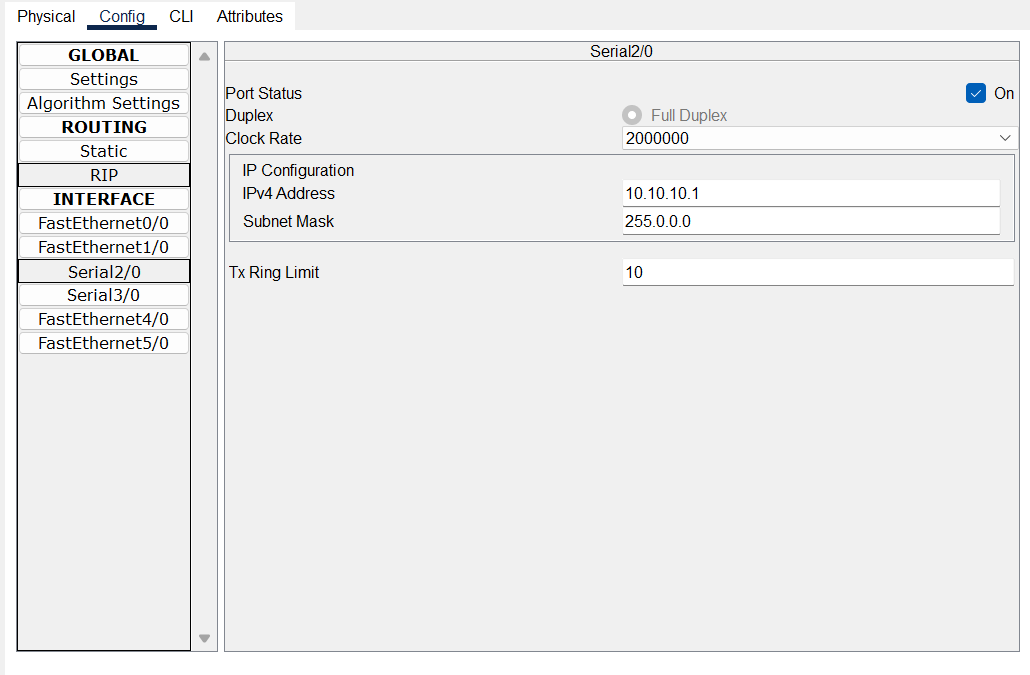 Physical Config CLI Attributes
GLOBAL
Settings
Algorithm Settings
ROUTING
Static
RIP
INTERFACE
FastEthernet0/0
FastEthernet1/0
Serial2/0
Serial3/0
FastEthernet4/0
FastEthernet5/0
Serial2/0
Port Status On
Duplex Full Duplex
Clock Rate 2000000
IP Configuration
IPv4 Address 10.10.10.1
Subnet Mask 255.0.0.0
Tx Ring Limit 10